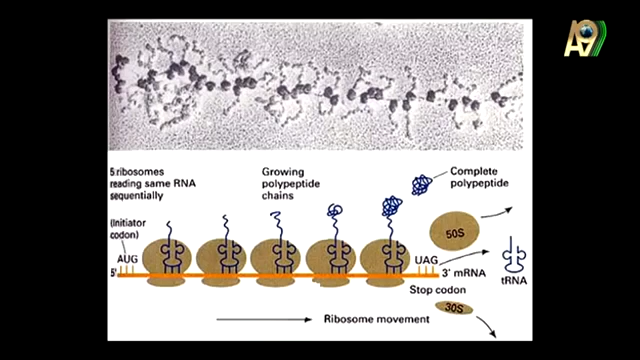 A9
5 ribosomes
reading same RNA
sequentially
Growing
polypeptide
chains
Complete
polypeptide
(Initiator
codon)
AUG
5'
UAG
3' mRNA
Stop codon
50S
tRNA
30S
Ribosome movement